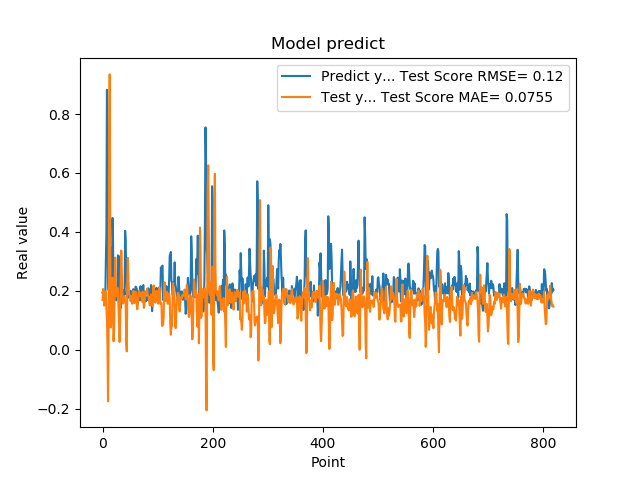 Model predict
Predict y... Test Score RMSE= 0.12
Test y... Test Score MAE= 0.0755
Real value
0.8
0.6
0.4
0.2
0.0
−0.2
0
200
400
600
800
Point